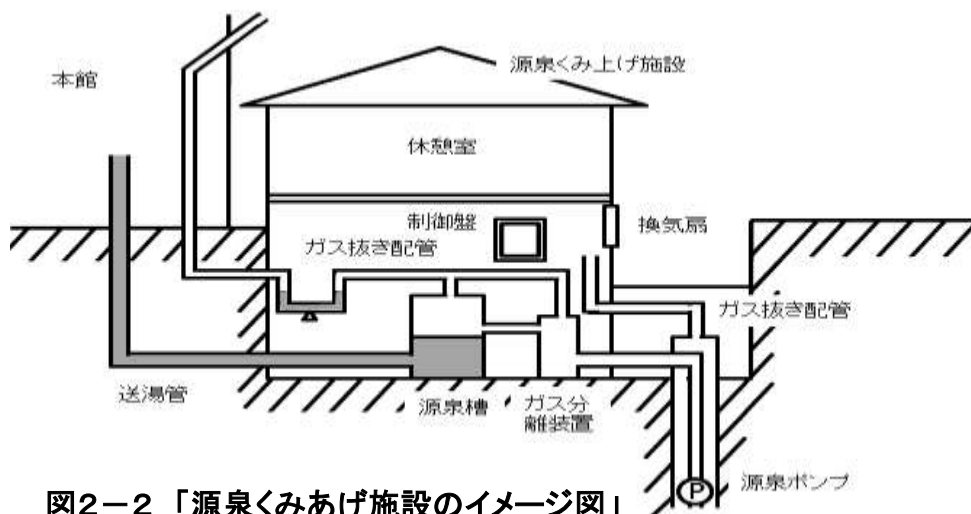 本館
源泉くみ上げ施設
休憩室
制御盤
換気扇
ガス抜き配管
ガス抜き配管
送湯管
源泉槽
ガス分
離装置
源泉ポンプ
P
図2-2 「源泉くみあげ施設のイメージ図」